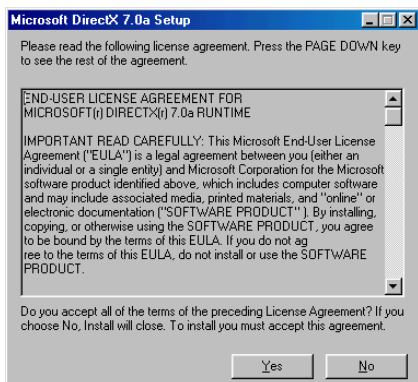 Microsoft DirectX 7.0a Setup
Please read the following license agreement. Press the PAGE DOWN key
to see the rest of the agreement.
END-USER LICENSE AGREEMENT FOR
MICROSOFT(r) DIRECTX(r) 7.0a RUNTIME
IMPORTANT READ CAREFULLY: This Microsoft End-User License
Agreement ("EULA") is a legal agreement between you (either an
individual or a single entity) and Microsoft Corporation for the Microsoft
software product identified above, which includes computer software
and may include associated media, printed materials, and "online" or
electronic documentation ("SOFTWARE PRODUCT" ). By installing,
copying, or otherwise using the SOFTWARE PRODUCT, you agree
to be bound by the terms of this EULA. If you do not ag
ree to the terms of this EULA, do not install or use the SOFTWARE
PRODUCT.
Do you accept all of the terms of the preceding License Agreement? If you
choose No, Install will close. To install you must accept this agreement.
Yes
No